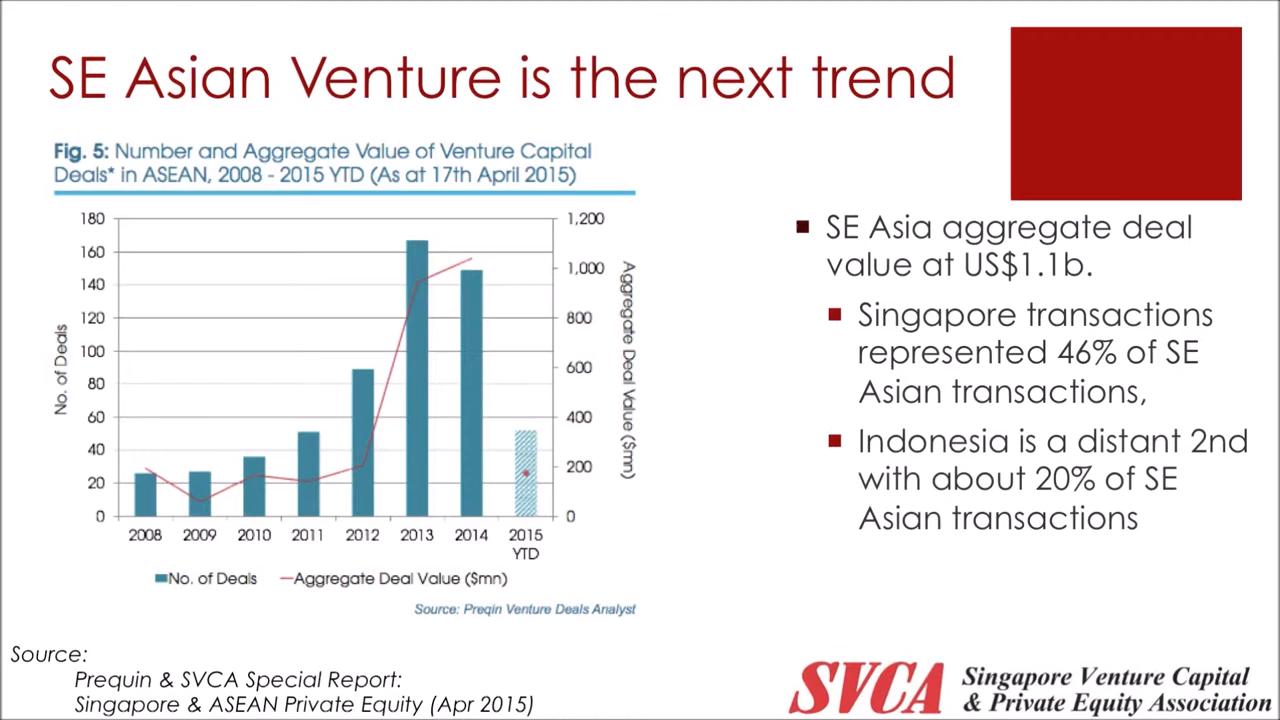 SE Asian Venture is the next trend
Fig. 5: Number and Aggregate Value of Venture Capital
Deals* in ASEAN, 2008 - 2015 YTD (As at 17th April 2015)
180
160
140
120
100
80
60
40
20
0
No. of Deals
1,200
1,000
800
600
400
200
0
Aggregate Deal Value ($mn)
2008 2009 2010 2011 2012 2013 2014 2015
YTD
No. of Deals Aggregate Deal Value ($mn)
Source: Preqin Venture Deals Analyst
SE Asia aggregate deal
value at US$1.1b.
Singapore transactions
represented 46% of SE
Asian transactions,
Indonesia is a distant 2nd
with about 20% of SE
Asian transactions
Source:
Prequin & SVCA Special Report:
Singapore & ASEAN Private Equity (Apr 2015)
SVCA
Singapore Venture Capital
& Private Equity Association